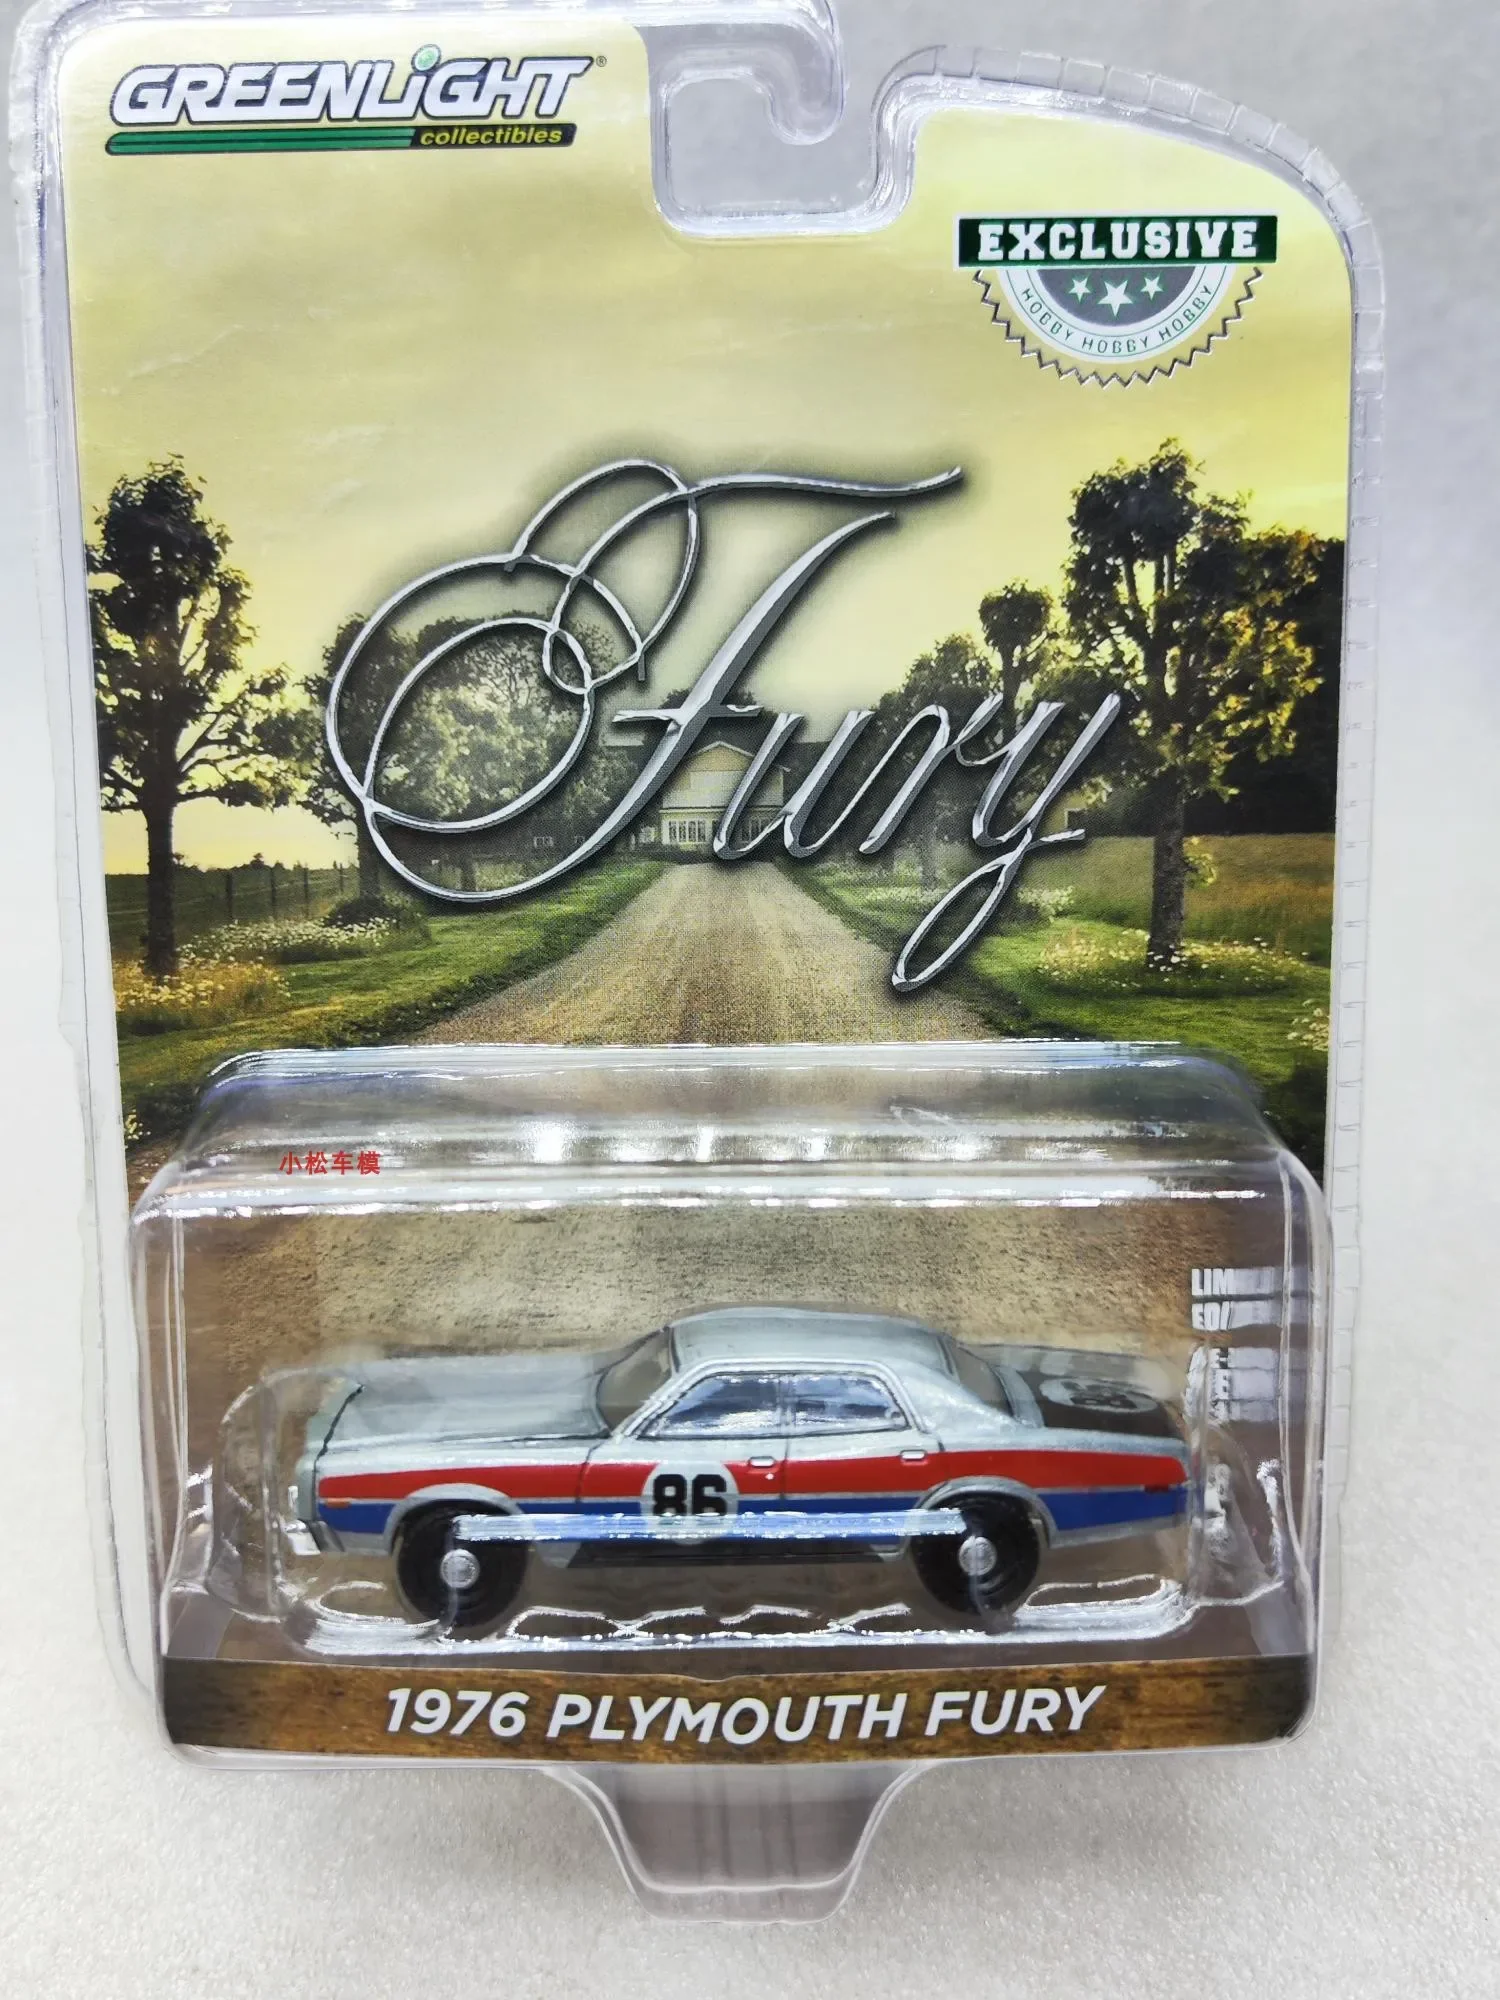 GREENLiGHT®
collectibles
EXCLUSIVE
HOBBY HOBBY HOBBY
Fury
小松车模
86
1976 PLYMOUTH FURY